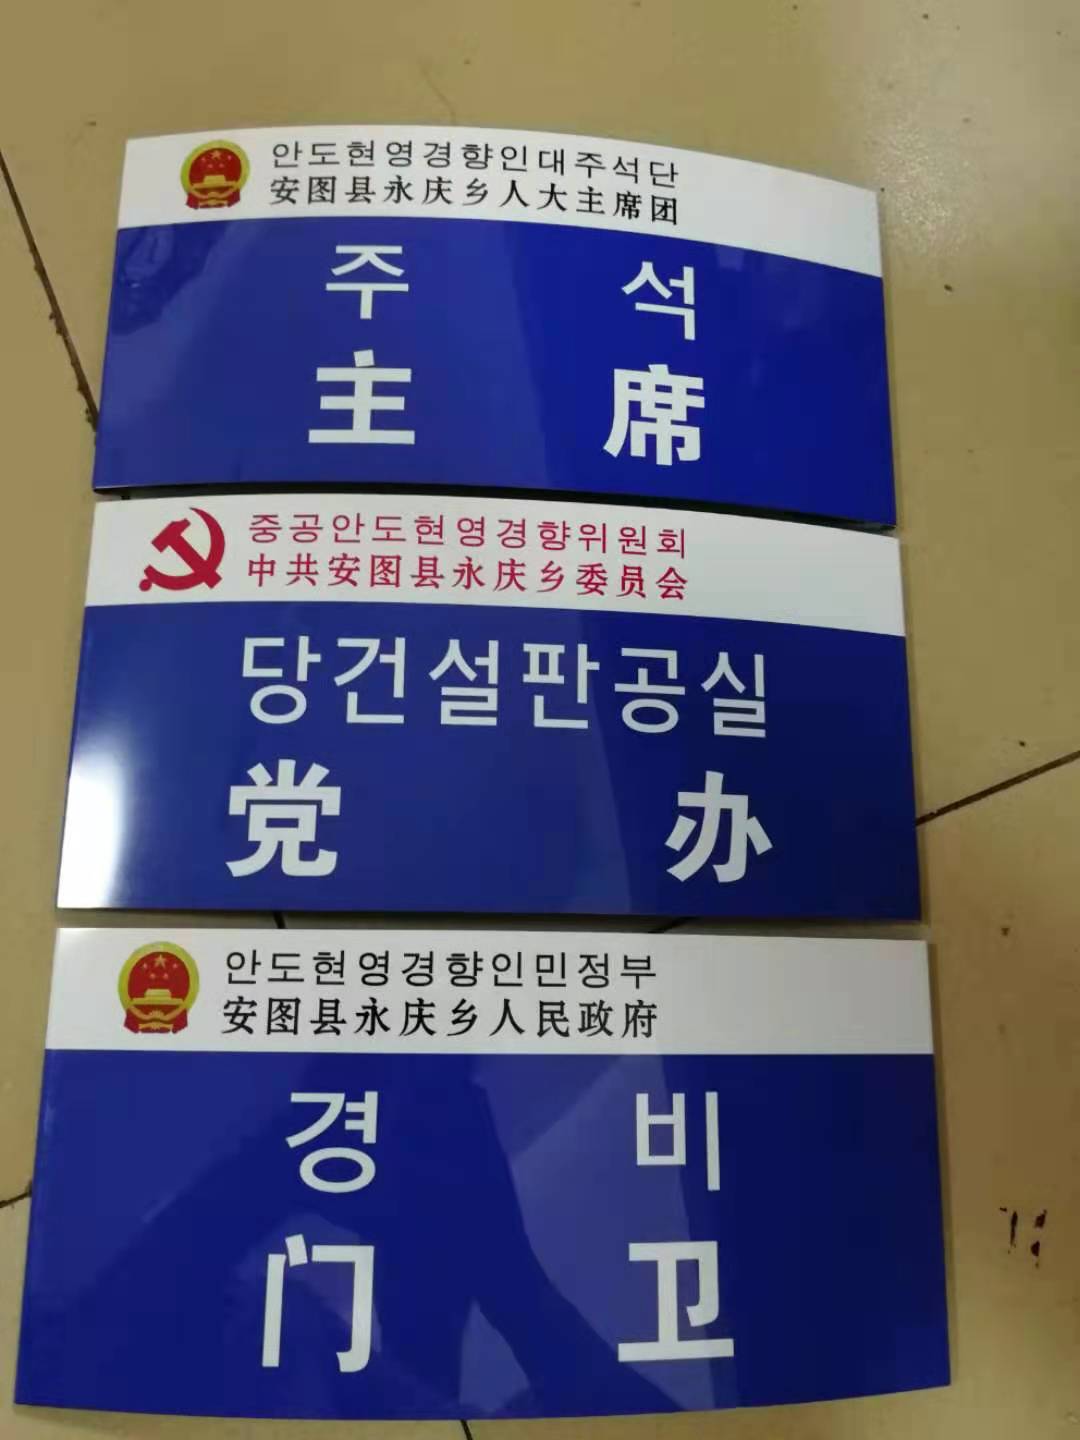 안도현영경향인대주석단
安图县永庆乡人大主席团
주 석
主 席
중공안도현영경향위원회
中共安图县永庆乡委员会
당건설판공실
党 办
안도현영경향인민정부
安图县永庆乡人民政府
경 비
门 卫